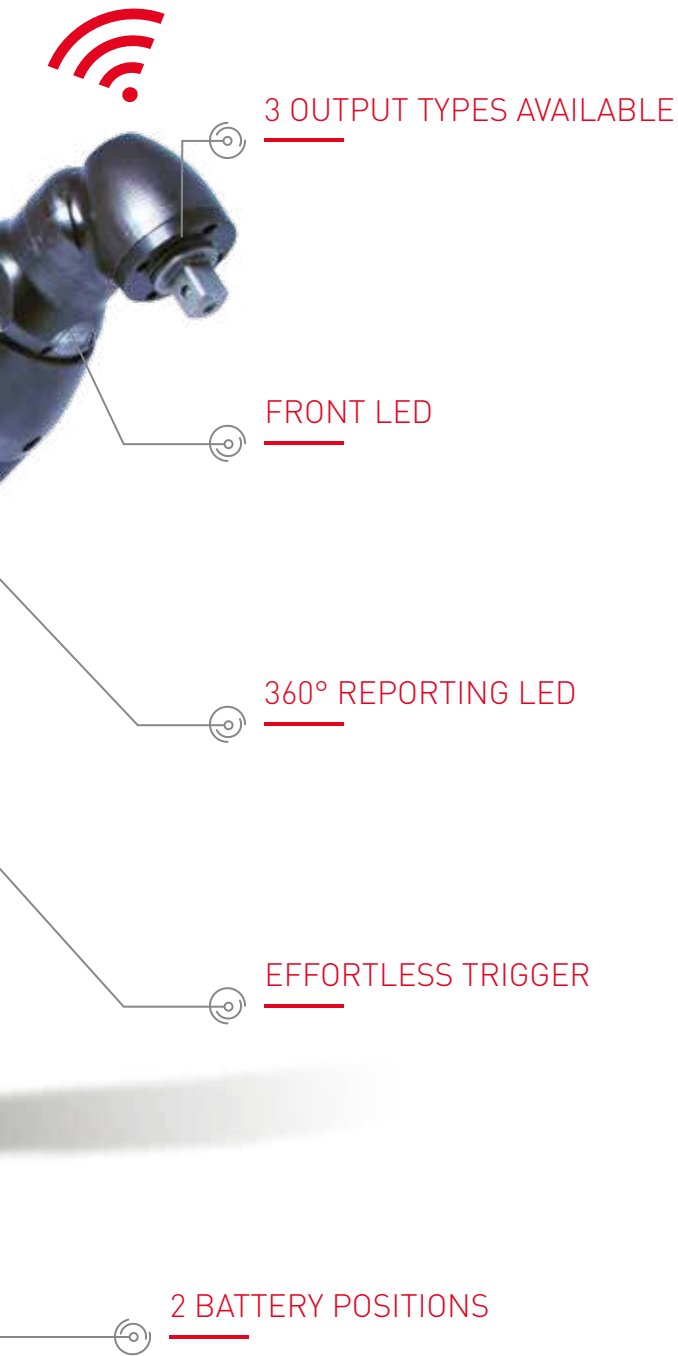 3 OUTPUT TYPES AVAILABLE
FRONT LED
360° REPORTING LED
EFFORTLESS TRIGGER
2 BATTERY POSITIONS